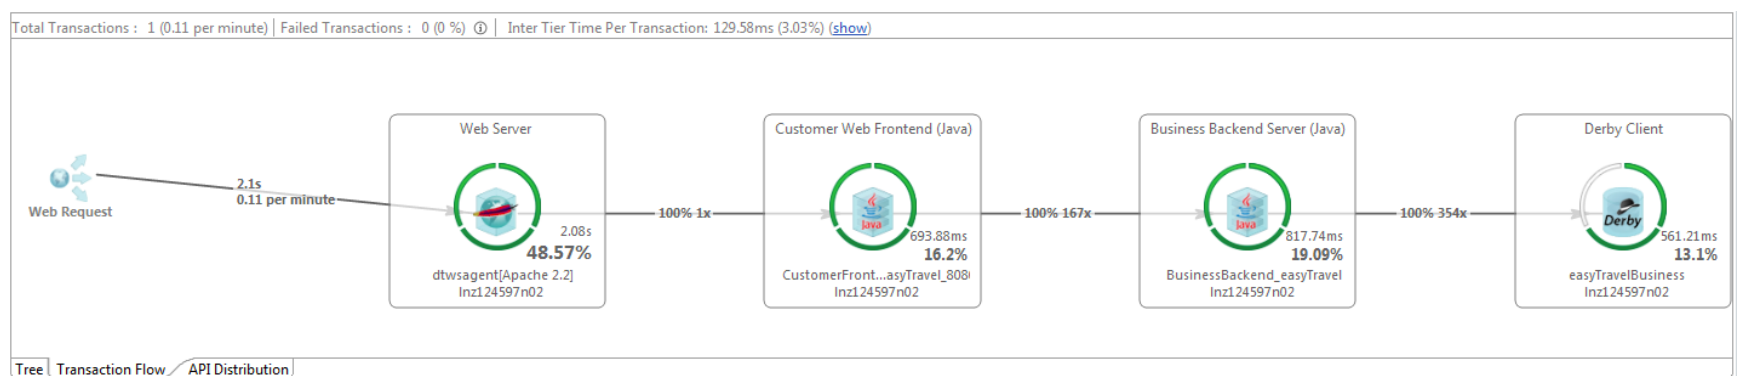 Total Transactions : 1 (0.11 per minute) Failed Transactions : 0 (0 %) Inter Tier Time Per Transaction: 129.58ms (3.03%) (show)
Web Request
2.1s
0.11 per minute
Web Server
2.08s
48.57%
dtwsagent[Apache 2.2]
lnz124597n02
100% 1x
Customer Web Frontend (Java)
Java
693.88ms
16.2%
CustomerFront...asyTravel_808
lnz124597n02
100% 167x
Business Backend Server (Java)
Java
817.74ms
19.09%
BusinessBackend_easyTravel
lnz124597n02
100% 354x
Derby Client
Derby
561.21ms
13.1%
easyTravelBusiness
lnz124597n02
Tree Transaction Flow API Distribution